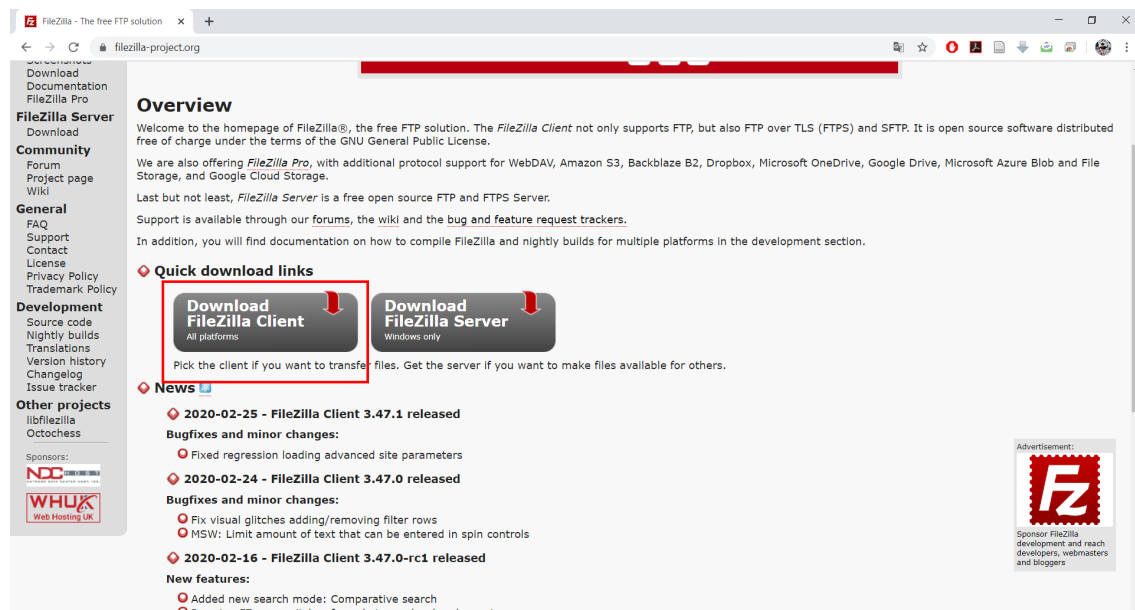 FileZilla - The free FTP solution
filezilla-project.org
Screenshots
Download
Documentation
FileZilla Pro
FileZilla Server
Download
Community
Forum
Project page
Wiki
General
FAQ
Support
Contact
License
Privacy Policy
Trademark Policy
Development
Source code
Nightly builds
Translations
Version history
Changelog
Issue tracker
Other projects
libfilezilla
Octochess
Sponsors:
NDC HOST
WHUK
Web Hosting UK
Overview
Welcome to the homepage of FileZilla®, the free FTP solution. The FileZilla Client not only supports FTP, but also FTP over TLS (FTPS) and SFTP. It is open source software distributed
free of charge under the terms of the GNU General Public License.
We are also offering FileZilla Pro, with additional protocol support for WebDAV, Amazon S3, Backblaze B2, Dropbox, Microsoft OneDrive, Google Drive, Microsoft Azure Blob and File
Storage, and Google Cloud Storage.
Last but not least, FileZilla Server is a free open source FTP and FTPS Server.
Support is available through our forums, the wiki and the bug and feature request trackers.
In addition, you will find documentation on how to compile FileZilla and nightly builds for multiple platforms in the development section.
Quick download links
Download
FileZilla Client
All platforms
Download
FileZilla Server
Windows only
Pick the client if you want to transfer files. Get the server if you want to make files available for others.
News
2020-02-25 - FileZilla Client 3.47.1 released
Bugfixes and minor changes:
Fixed regression loading advanced site parameters
2020-02-24 - FileZilla Client 3.47.0 released
Bugfixes and minor changes:
Fix visual glitches adding/removing filter rows
MSW: Limit amount of text that can be entered in spin controls
2020-02-16 - FileZilla Client 3.47.0-rc1 released
New features:
Added new search mode: Comparative search
Advertisement:
Fz
Sponsor FileZilla
development and reach
developers, webmasters
and bloggers